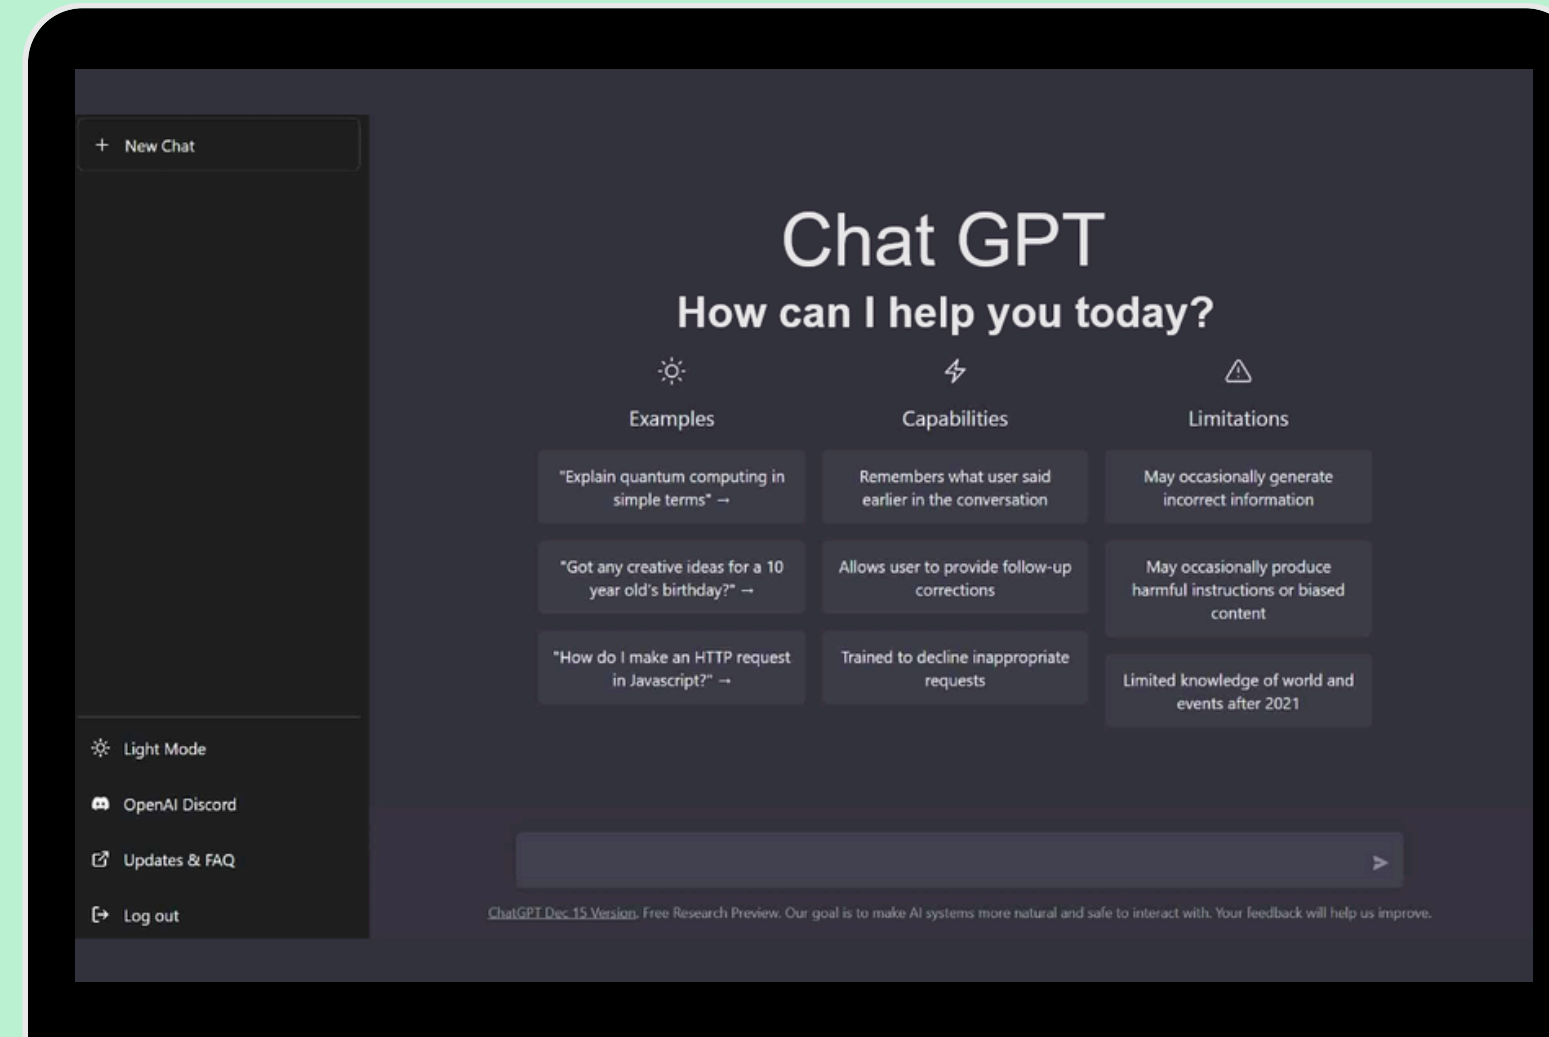 + New Chat
Chat GPT
How can I help you today?
Examples
"Explain quantum computing in
simple terms" →
"Got any creative ideas for a 10
year old's birthday?" →
"How do I make an HTTP request
in Javascript?" →
Capabilities
Remembers what user said
earlier in the conversation
Allows user to provide follow-up
corrections
Trained to decline inappropriate
requests
Limitations
May occasionally generate
incorrect information
May occasionally produce
harmful instructions or biased
content
Limited knowledge of world and
events after 2021
Light Mode
OpenAI Discord
Updates & FAQ
Log out
ChatGPT Dec 15 Version. Free Research Preview. Our goal is to make AI systems more natural and safe to interact with. Your feedback will help us improve.